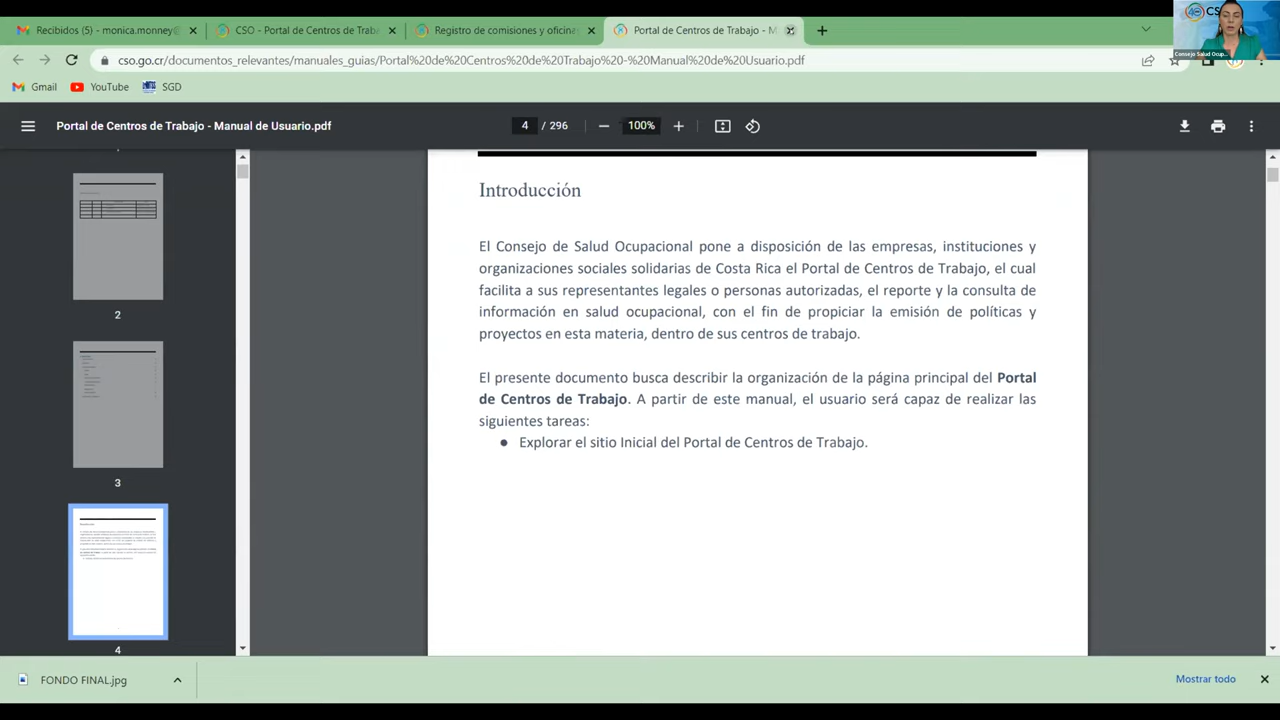 Recibidos (5) - monica.monney@
CSO - Portal de Centros de Traba
Registro de comisiones y oficina
Portal de Centros de Trabajo - M
cso.go.cr/documentos_relevantes/manuales_guias/Portal%20de%20Centros%20de%20Trabajo%20-%20Manual%20de%20Usuario.pdf
Consejo Salud Ocup...
Gmail
YouTube
SGD
Portal de Centros de Trabajo - Manual de Usuario.pdf
4 / 296
100%
2
3
4
Introducción
El Consejo de Salud Ocupacional pone a disposición de las empresas, instituciones y
organizaciones sociales solidarias de Costa Rica el Portal de Centros de Trabajo, el cual
facilita a sus representantes legales o personas autorizadas, el reporte y la consulta de
información en salud ocupacional, con el fin de propiciar la emisión de políticas y
proyectos en esta materia, dentro de sus centros de trabajo.
El presente documento busca describir la organización de la página principal del Portal
de Centros de Trabajo. A partir de este manual, el usuario será capaz de realizar las
siguientes tareas:
● Explorar el sitio Inicial del Portal de Centros de Trabajo.
FONDO FINAL.jpg
Mostrar todo